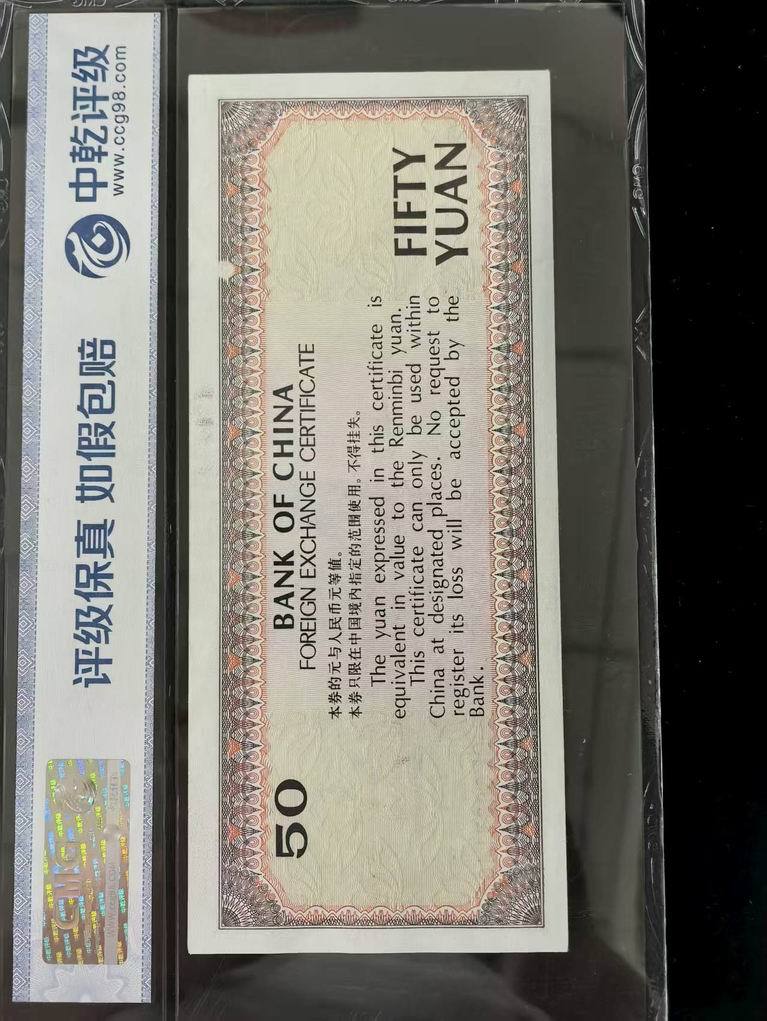 评级保真 如假包赔
中乾评级
www.ccg98.com
50
BANK OF CHINA
FOREIGN EXCHANGE CERTIFICATE
本券的元与人民币元等值。
本券只限在中国境内指定的范围使用。不得挂失。
The yuan expressed in this certificate is
equivalent in value to the Renminbi yuan.
This certificate can only be used within
China at designated places. No request to
register its loss will be accepted by the
Bank.
FIFTY
YUAN